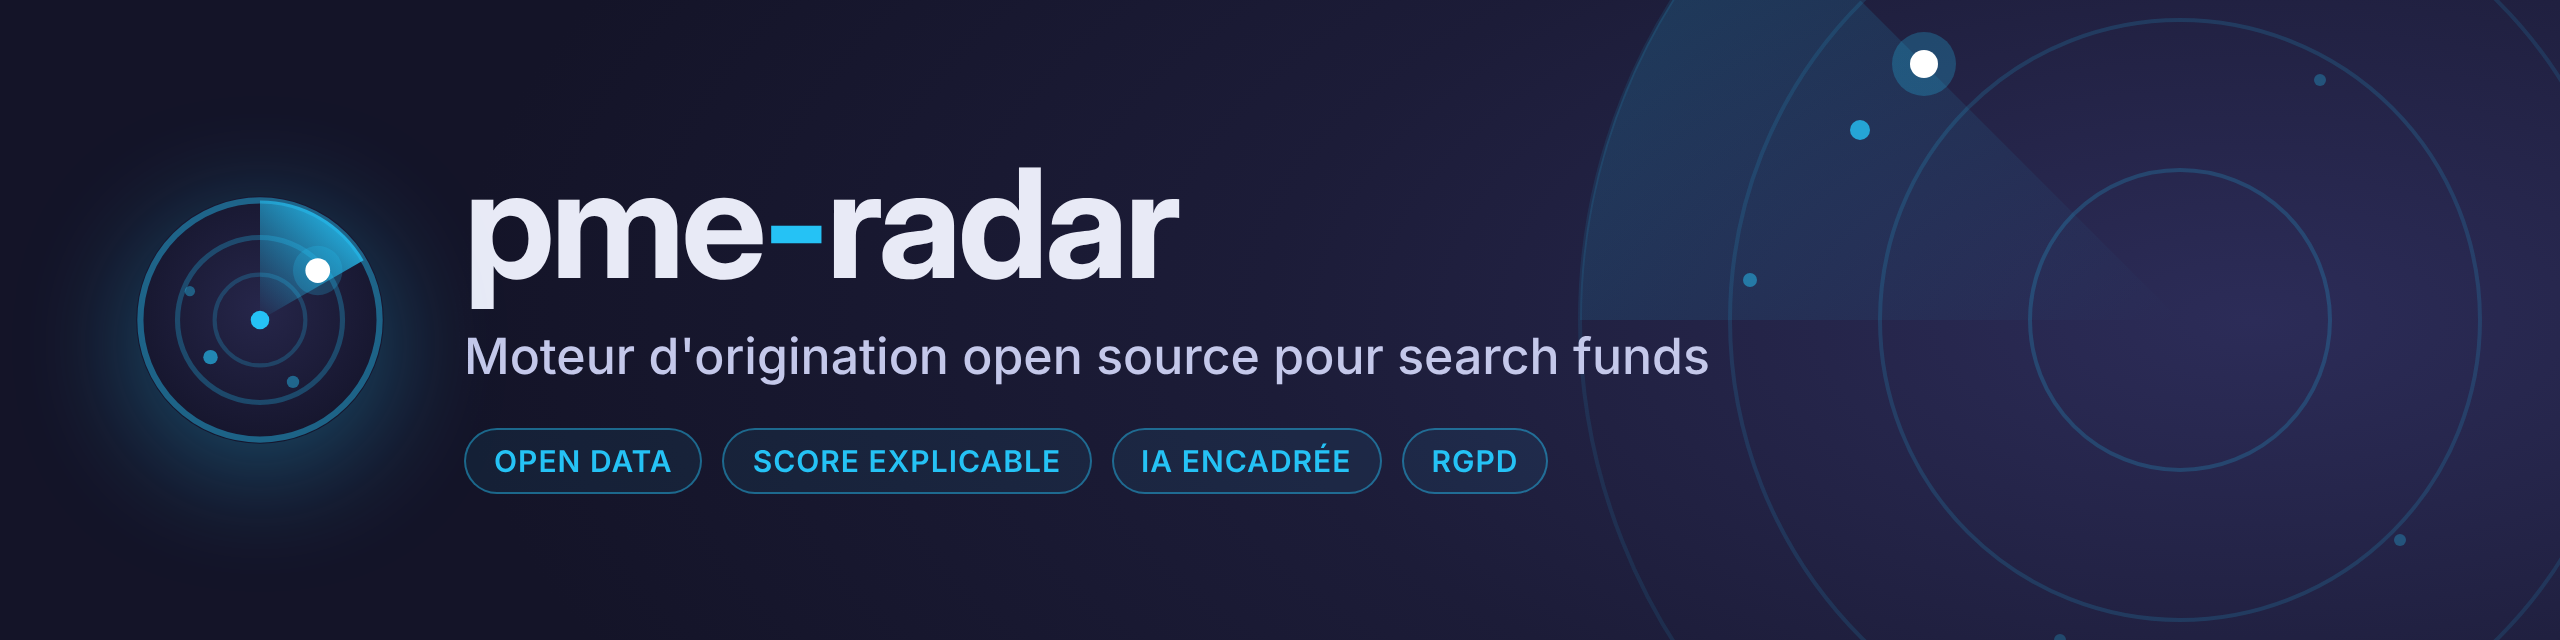 pme-radar
Moteur d'origination open source pour search funds
OPEN DATA SCORE EXPLICABLE IA ENCADRÉE RGPD